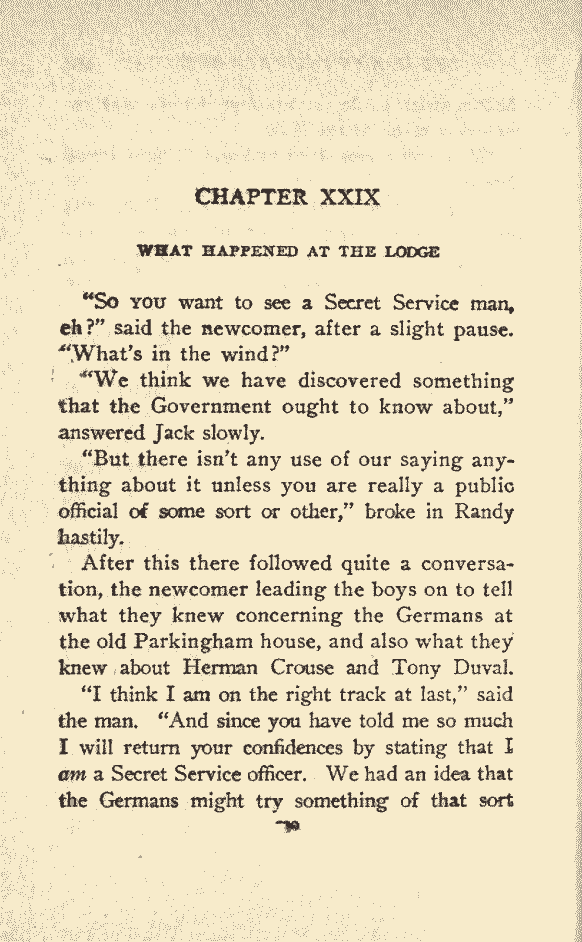 CHAPTER XXIX
WHAT HAPPENED AT THE LODGE
"So YOU want to see a Secret Service man,
eh?" said the newcomer, after a slight pause.
"What's in the wind?"
"We think we have discovered something
that the Government ought to know about,"
answered Jack slowly.
"But there isn't any use of our saying any-
thing about it unless you are really a public
official of some sort or other," broke in Randy
hastily.
After this there followed quite a conversa-
tion, the newcomer leading the boys on to tell
what they knew concerning the Germans at
the old Parkingham house, and also what they
knew about Herman Crouse and Tony Duval.
"I think I am on the right track at last," said
the man. "And since you have told me so much
I will return your confidences by stating that I
am a Secret Service officer. We had an idea that
the Germans might try something of that sort